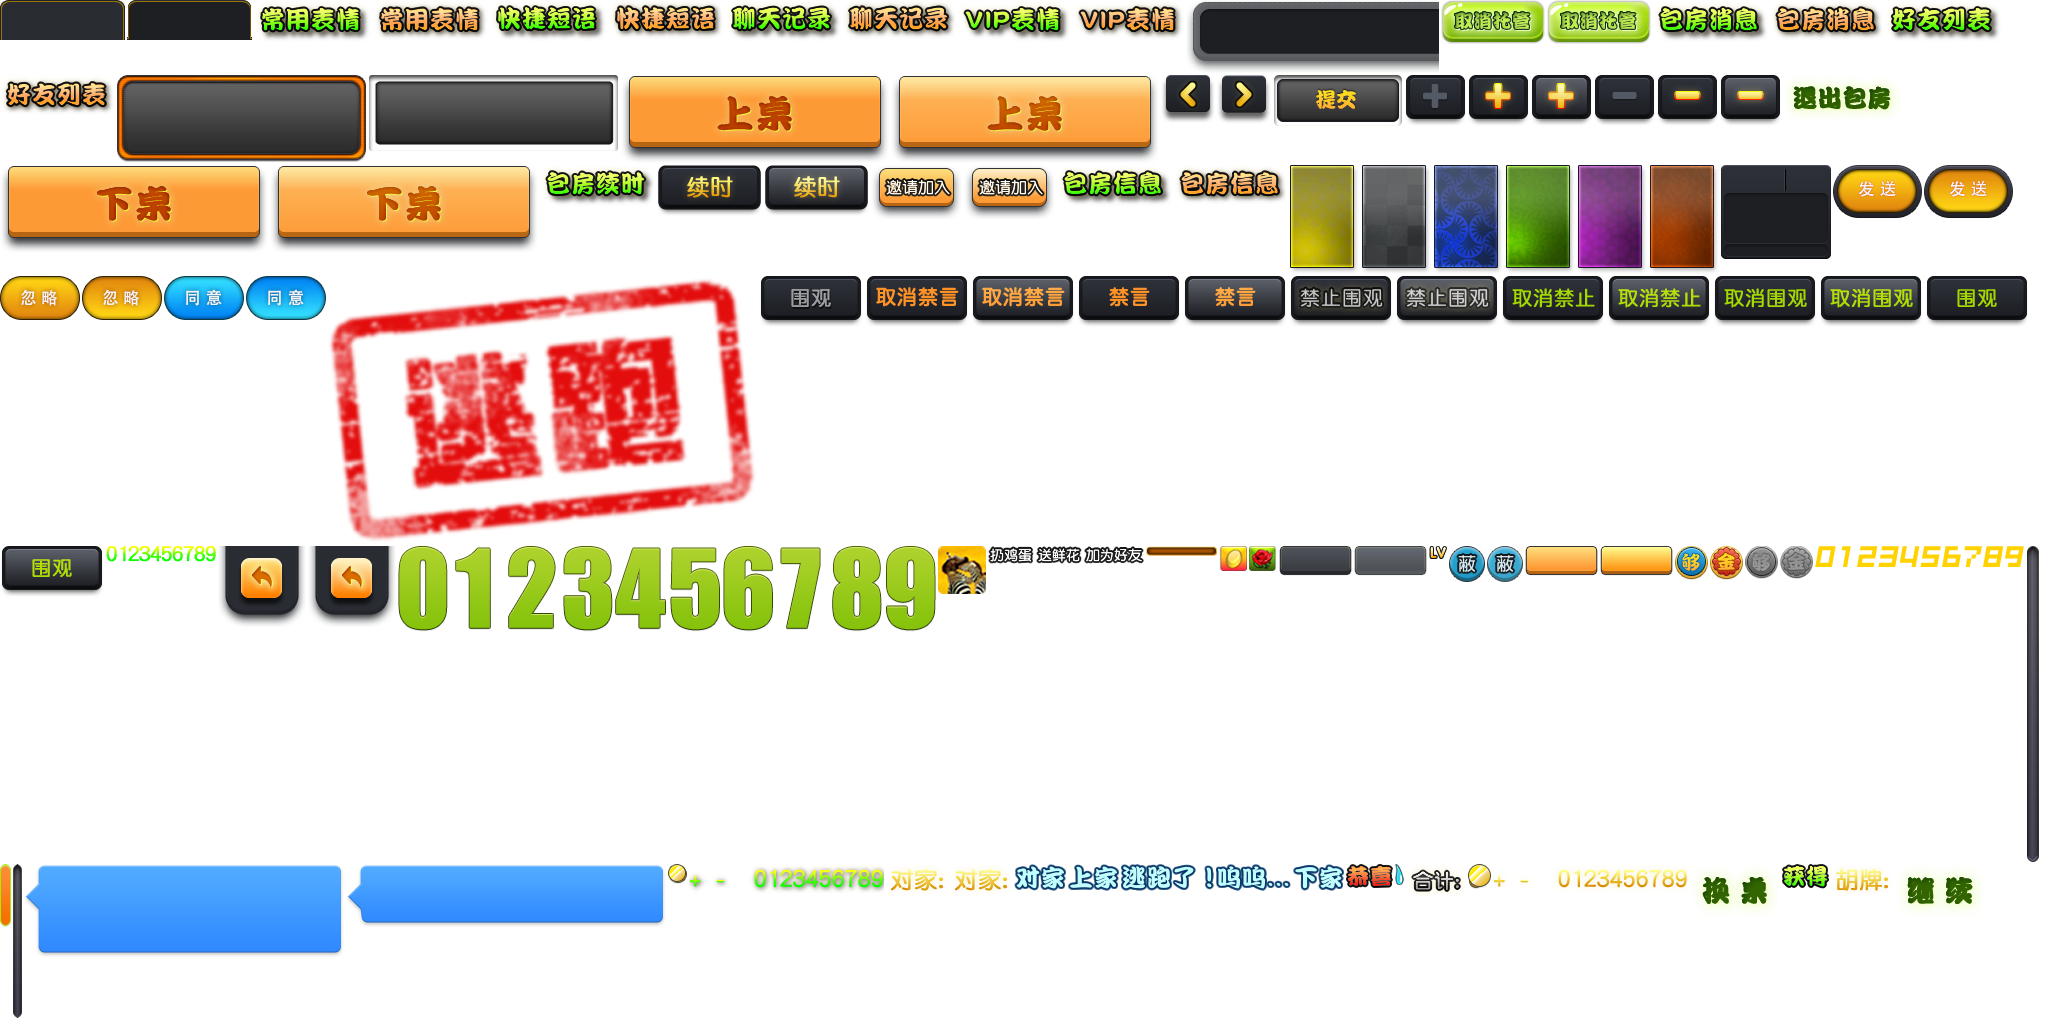 常用表情 常用表情 快捷短语 快捷短语 聊天记录 聊天记录 VIP表情 VIP表情 取消托管 取消托管 包房消息 包房消息 好友列表
好友列表 上桌 上桌 提交 + + + - - - 退出包房
下桌 下桌 包房续时 续时 续时 邀请加入 邀请加入 包房信息 包房信息 发送 发送
忽略 忽略 同意 同意 围观 取消禁言 取消禁言 禁言 禁言 禁止围观 禁止围观 取消禁止 取消禁止 取消围观 取消围观 围观
逃跑
围观 0123456789 0123456789 扔鸡蛋 送鲜花 加为好友 LV 蔽 蔽 够 金 够 金 0123456789
+ - 0123456789 对家: 对家: 对家上家逃跑了!呜呜...下家恭喜 合计: + - 0123456789 换桌 获得 胡牌: 继续